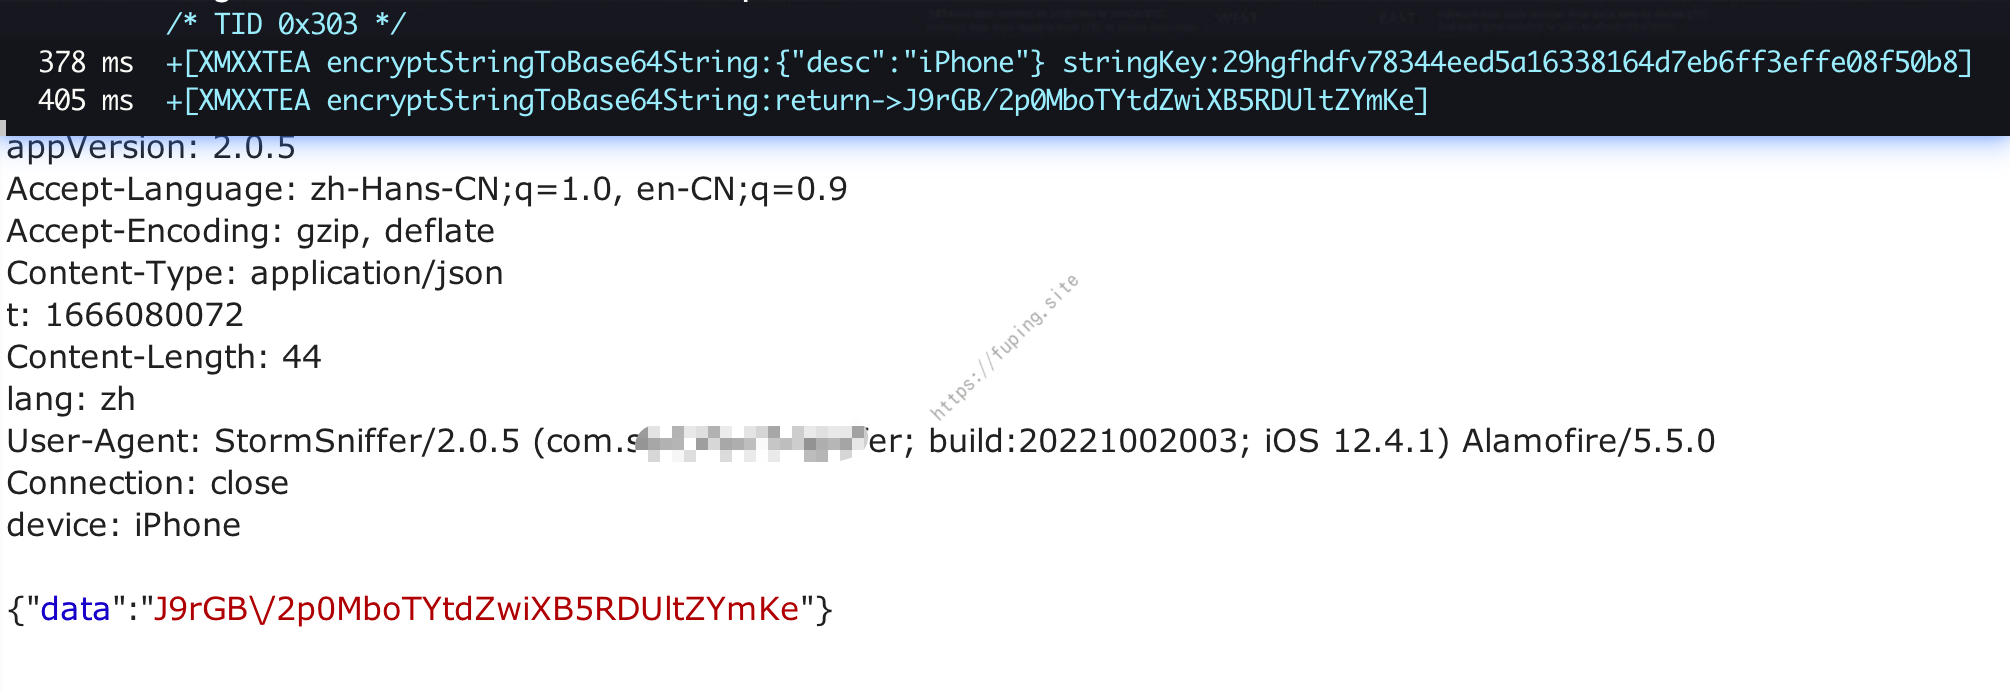 /* TID 0x303 */
378 ms +[XMXXTEA encryptStringToBase64String:{"desc":"iPhone"} stringKey:29hgfhdfv78344eed5a16338164d7eb6ff3effe08f50b8]
405 ms +[XMXXTEA encryptStringToBase64String:return->J9rGB/2p0MboTYtdZwiXB5RDUltZYmKe]
appVersion: 2.0.5
Accept-Language: zh-Hans-CN;q=1.0, en-CN;q=0.9
Accept-Encoding: gzip, deflate
Content-Type: application/json
t: 1666080072
Content-Length: 44
lang: zh
User-Agent: StormSniffer/2.0.5 (com.s er; build:20221002003; iOS 12.4.1) Alamofire/5.5.0
Connection: close
device: iPhone
{"data":"J9rGB\/2p0MboTYtdZwiXB5RDUltZYmKe"}
https://fuping.site